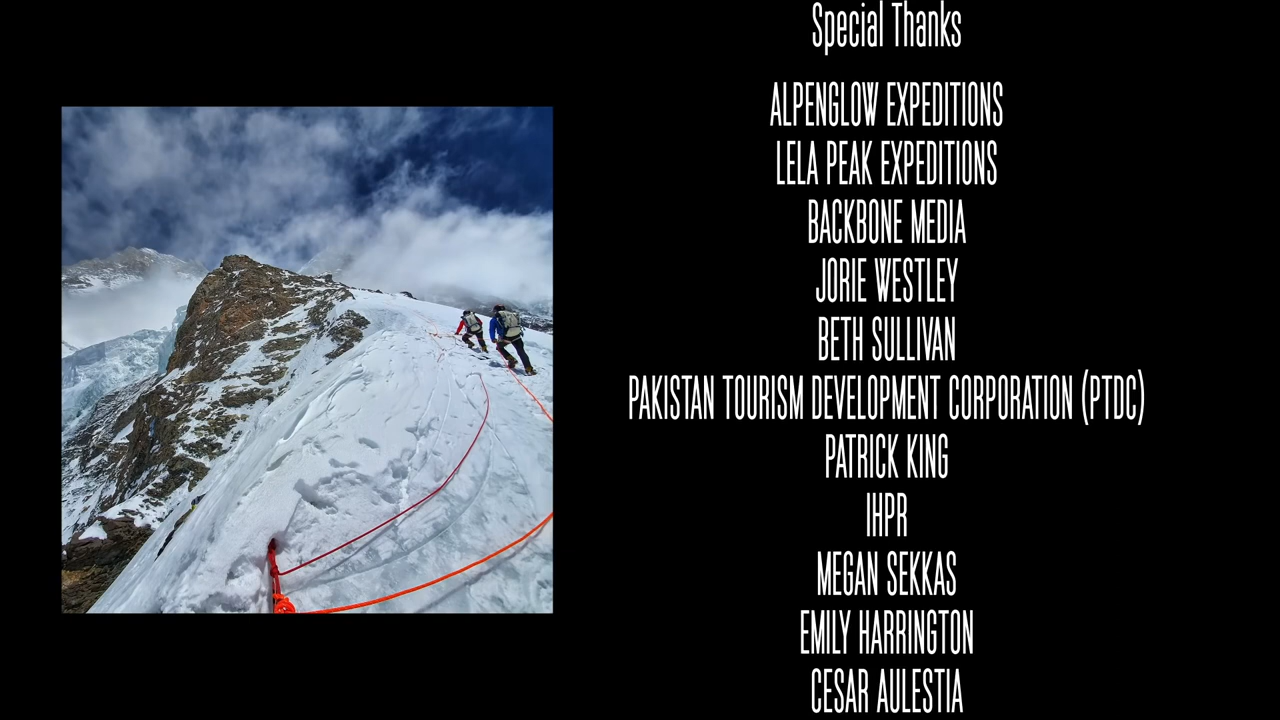 Special Thanks
ALPENGLOW EXPEDITIONS
LELA PEAK EXPEDITIONS
BACKBONE MEDIA
JORIE WESTLEY
BETH SULLIVAN
PAKISTAN TOURISM DEVELOPMENT CORPORATION (PTDC)
PATRICK KING
IHPR
MEGAN SEKKAS
EMILY HARRINGTON
CESAR AULESTIA